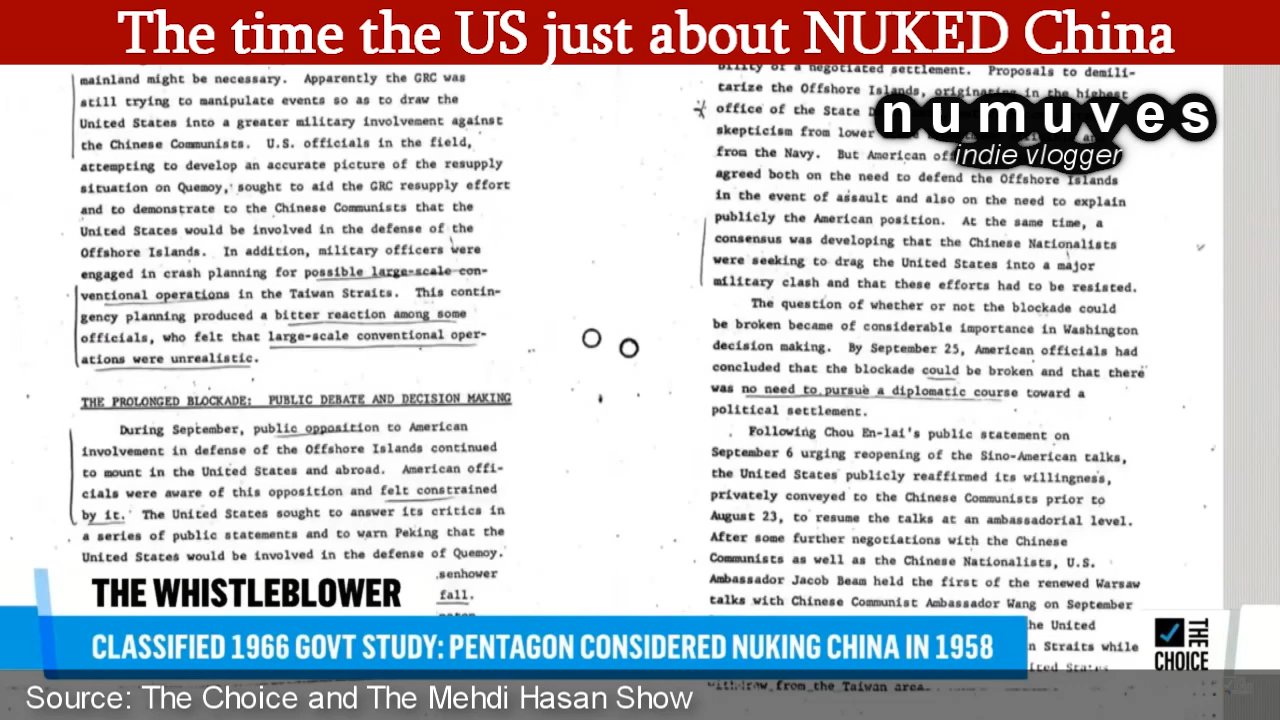 The time the US just about NUKED China
mainland might be necessary. Apparently the GRC was
still trying to manipulate events so as to draw the
United States into a greater military involvement against
the Chinese Communists. U.S. officials in the field,
attempting to develop an accurate picture of the resupply
situation on Quemoy, sought to aid the GRC resupply effort
and to demonstrate to the Chinese Communists that the
United States would be involved in the defense of the
Offshore Islands. In addition, military officers were
engaged in crash planning for possible large-scale con-
ventional operations in the Taiwan Straits. This contin-
gency planning produced a bitter reaction among some
officials, who felt that large-scale conventional oper-
ations were unrealistic.
THE PROLONGED BLOCKADE: PUBLIC DEBATE AND DECISION MAKING
During September, public opposition to American
involvement in defense of the Offshore Islands continued
to mount in the United States and abroad. American offi-
cials were aware of this opposition and felt constrained
by it. The United States sought to answer its critics in
a series of public statements and to warn Peking that the
United States would be involved in the defense of Quemoy.
senhower
fall.
bility of a negotiated settlement. Proposals to demili-
tarize the Offshore Islands, originating in the highest
office of the State
skepticism from lower
from the Navy. But American
agreed both on the need to defend the Offshore Islands
in the event of assault and also on the need to explain
publicly the American position. At the same time, a
consensus was developing that the Chinese Nationalists
were seeking to drag the United States into a major
military clash and that these efforts had to be resisted.
The question of whether or not the blockade could
be broken became of considerable importance in Washington
decision making. By September 25, American officials had
concluded that the blockade could be broken and that there
was no need to pursue a diplomatic course toward a
political settlement.
Following Chou En-lai's public statement on
September 6 urging reopening of the Sino-American talks,
the United States publicly reaffirmed its willingness,
privately conveyed to the Chinese Communists prior to
August 23, to resume the talks at an ambassadorial level.
After some further negotiations with the Chinese
Communists as well as the Chinese Nationalists, U.S.
Ambassador Jacob Beam held the first of the renewed Warsaw
talks with Chinese Communist Ambassador Wang on September
he United
n Straits while
ited States
withdrew from the Taiwan area.
numuves
indie vlogger
THE WHISTLEBLOWER
CLASSIFIED 1966 GOVT STUDY: PENTAGON CONSIDERED NUKING CHINA IN 1958
THE CHOICE
Source: The Choice and The Mehdi Hasan Show